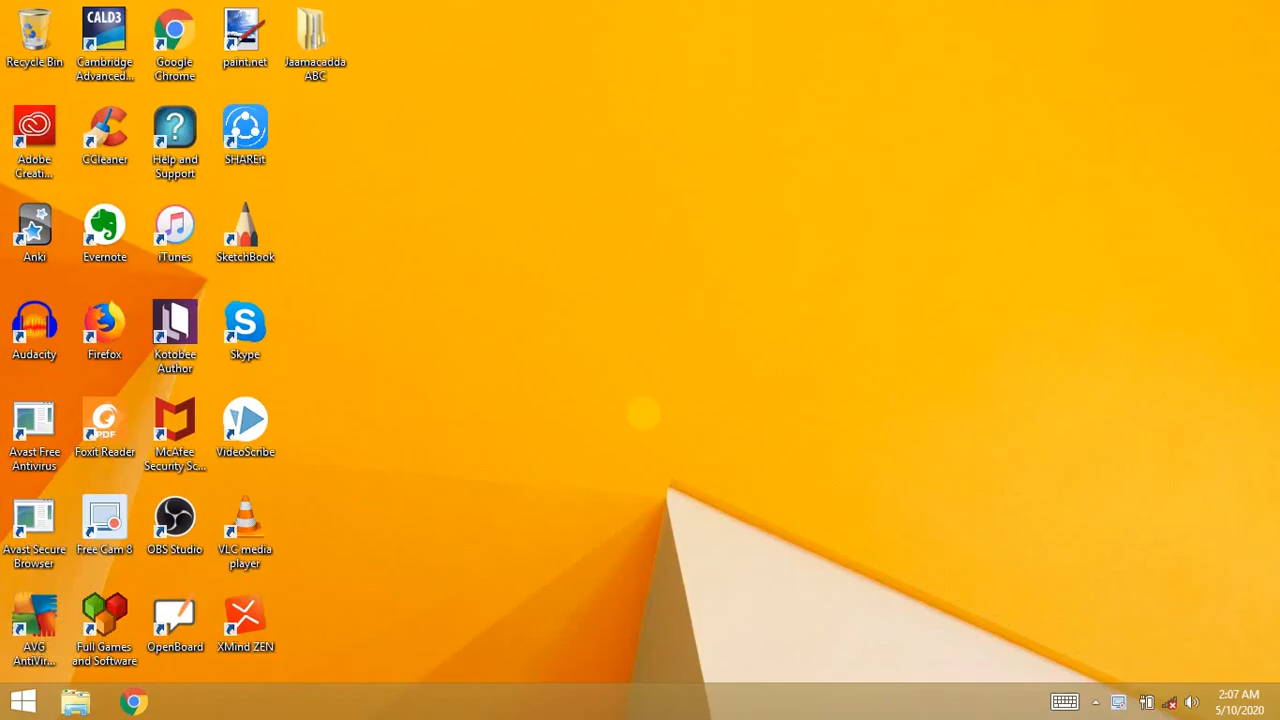 Recycle Bin
CALD3
Cambridge
Advanced...
Google
Chrome
paint.net
Jaamacadda
ABC
Adobe
Creati...
CCleaner
?
Help and
Support
SHAREit
Anki
Evernote
iTunes
SketchBook
Audacity
Firefox
Kotobee
Author
S
Skype
Avast Free
Antivirus
PDF
Foxit Reader
McAfee
Security Sc...
VideoScribe
Avast Secure
Browser
Free Cam 8
OBS Studio
VLC media
player
AVG
AntiVir...
Full Games
and Software
OpenBoard
XMind ZEN
2:07 AM
5/10/2020